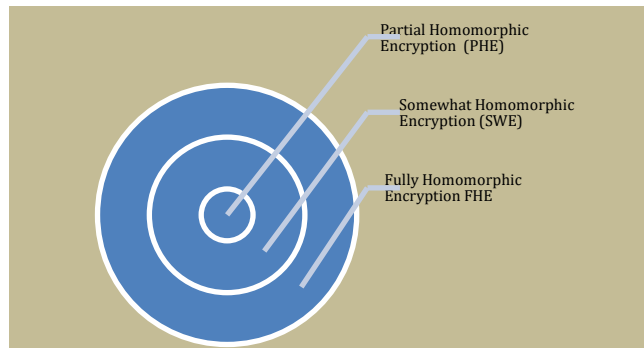 Partial Homomorphic
Encryption (PHE)
Somewhat Homomorphic
Encryption (SWE)
Fully Homomorphic
Encryption FHE